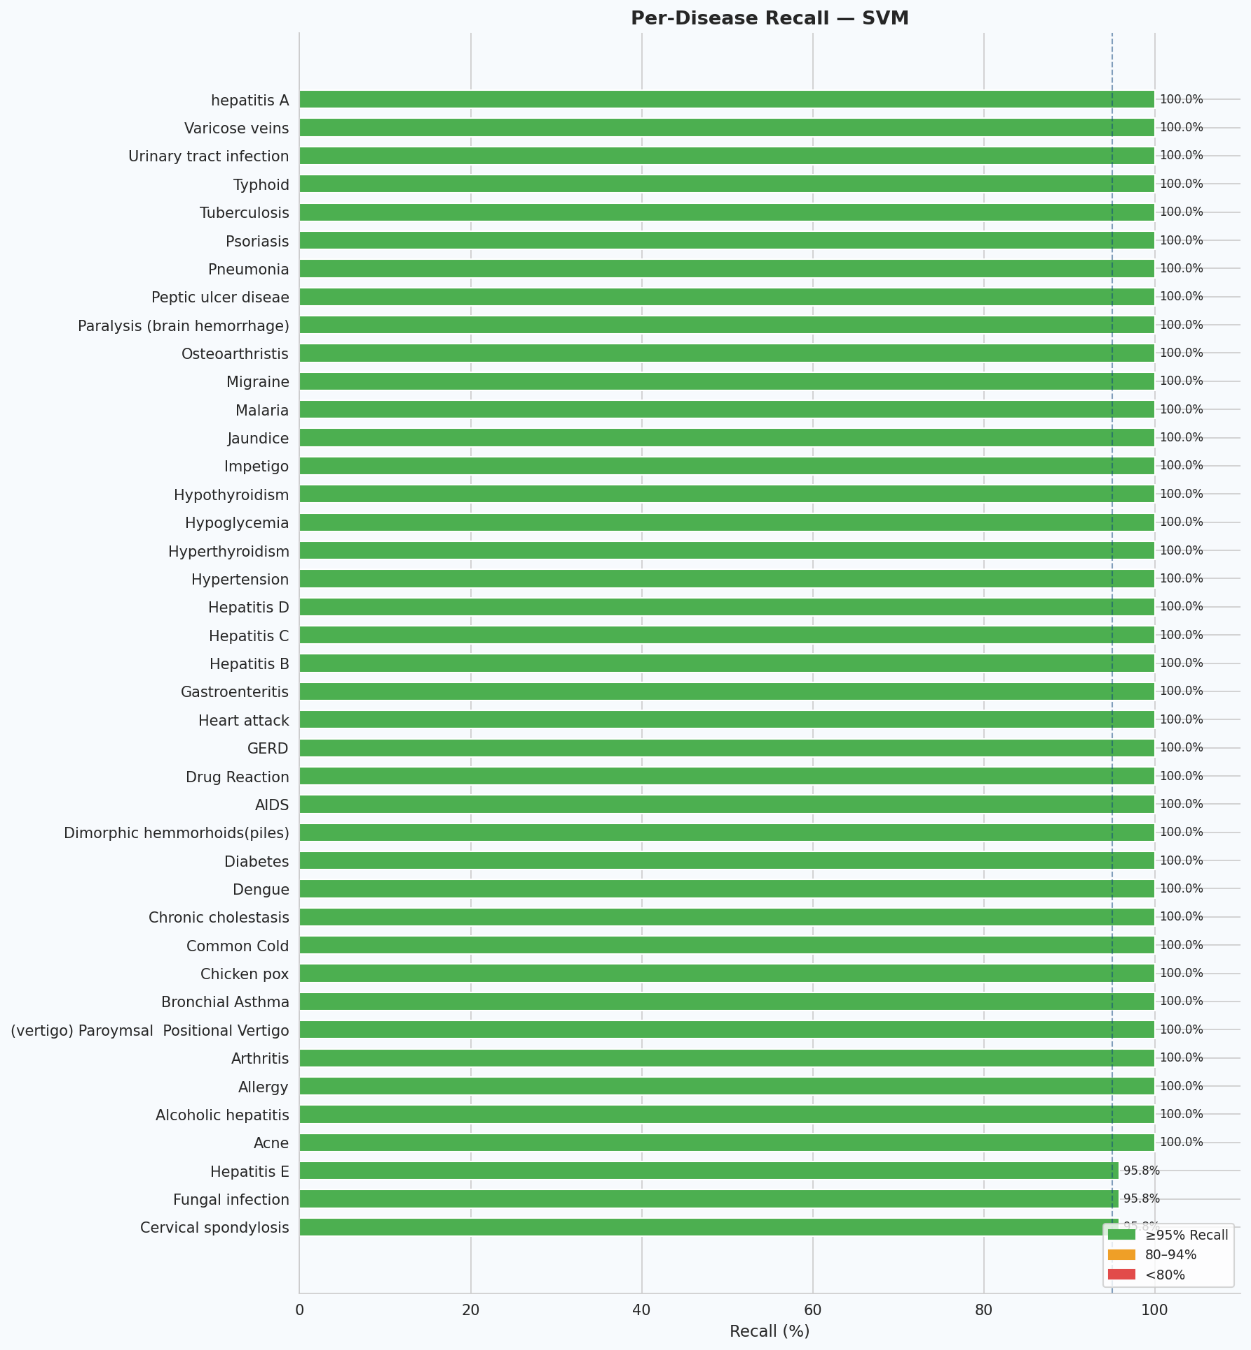 Per-Disease Recall — SVM
hepatitis A 100.0%
Varicose veins 100.0%
Urinary tract infection 100.0%
Typhoid 100.0%
Tuberculosis 100.0%
Psoriasis 100.0%
Pneumonia 100.0%
Peptic ulcer diseae 100.0%
Paralysis (brain hemorrhage) 100.0%
Osteoarthristis 100.0%
Migraine 100.0%
Malaria 100.0%
Jaundice 100.0%
Impetigo 100.0%
Hypothyroidism 100.0%
Hypoglycemia 100.0%
Hyperthyroidism 100.0%
Hypertension 100.0%
Hepatitis D 100.0%
Hepatitis C 100.0%
Hepatitis B 100.0%
Gastroenteritis 100.0%
Heart attack 100.0%
GERD 100.0%
Drug Reaction 100.0%
AIDS 100.0%
Dimorphic hemmorhoids(piles) 100.0%
Diabetes 100.0%
Dengue 100.0%
Chronic cholestasis 100.0%
Common Cold 100.0%
Chicken pox 100.0%
Bronchial Asthma 100.0%
(vertigo) Paroymsal  Positional Vertigo 100.0%
Arthritis 100.0%
Allergy 100.0%
Alcoholic hepatitis 100.0%
Acne 100.0%
Hepatitis E 95.8%
Fungal infection 95.8%
Cervical spondylosis 95.8%
≥95% Recall
80–94%
<80%
0 20 40 60 80 100
Recall (%)